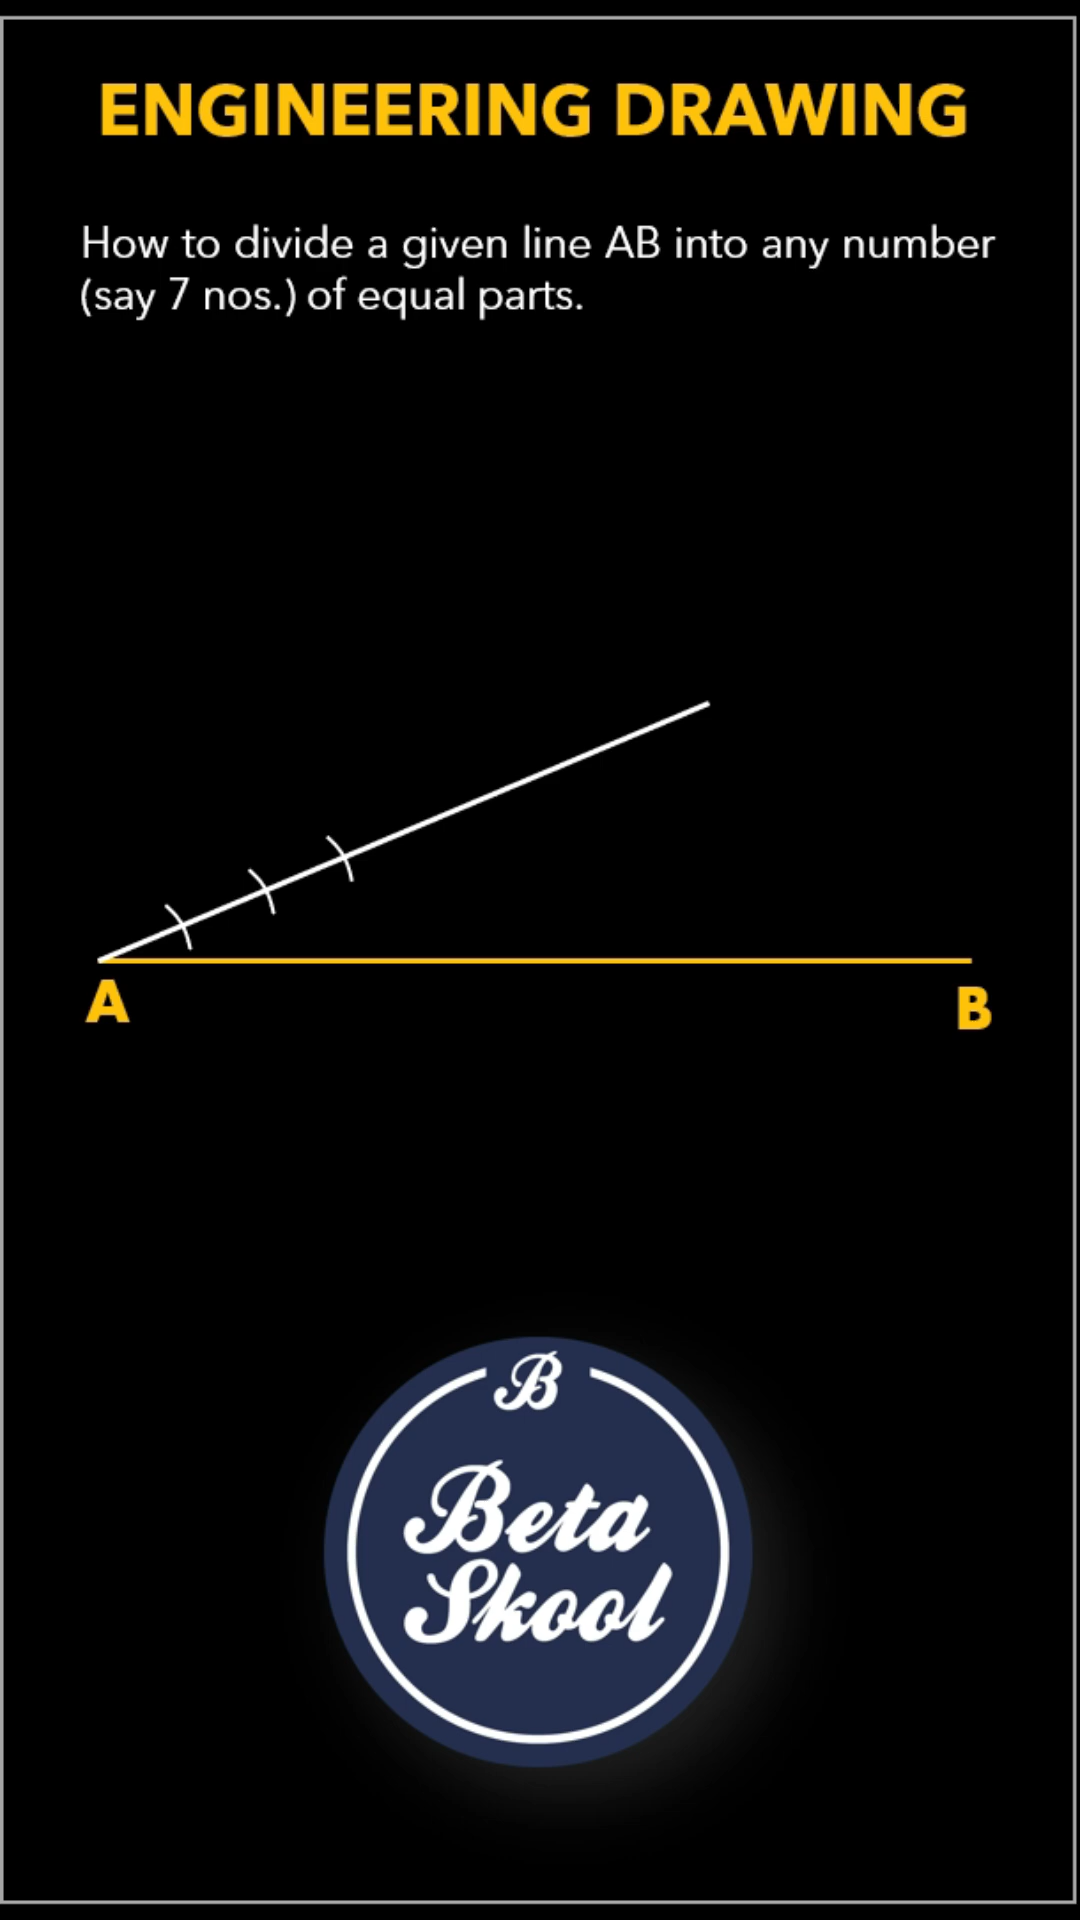 ENGINEERING DRAWING
How to divide a given line AB into any number
(say 7 nos.) of equal parts.
A
B
B
Beta
Skool